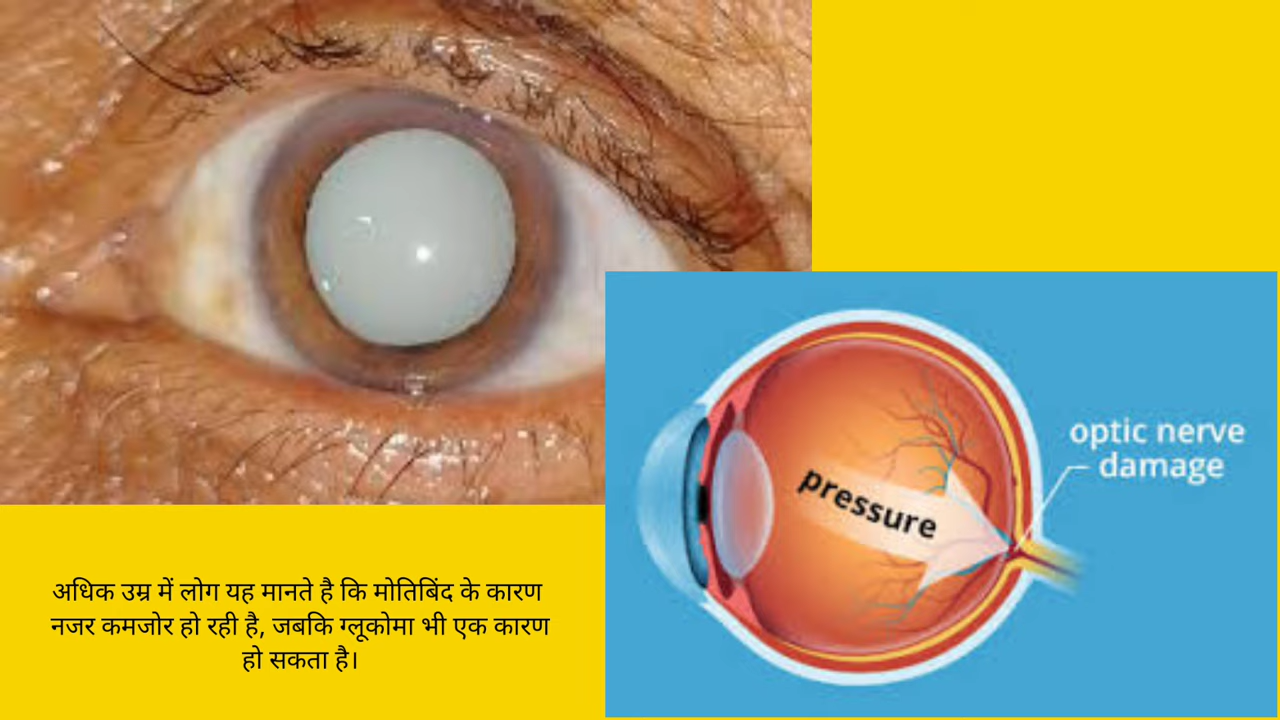 optic nerve
damage
pressure
अधिक उम्र में लोग यह मानते है कि मोतिबिंद के कारण
नजर कमजोर हो रही है, जबकि ग्लूकोमा भी एक कारण
हो सकता है।